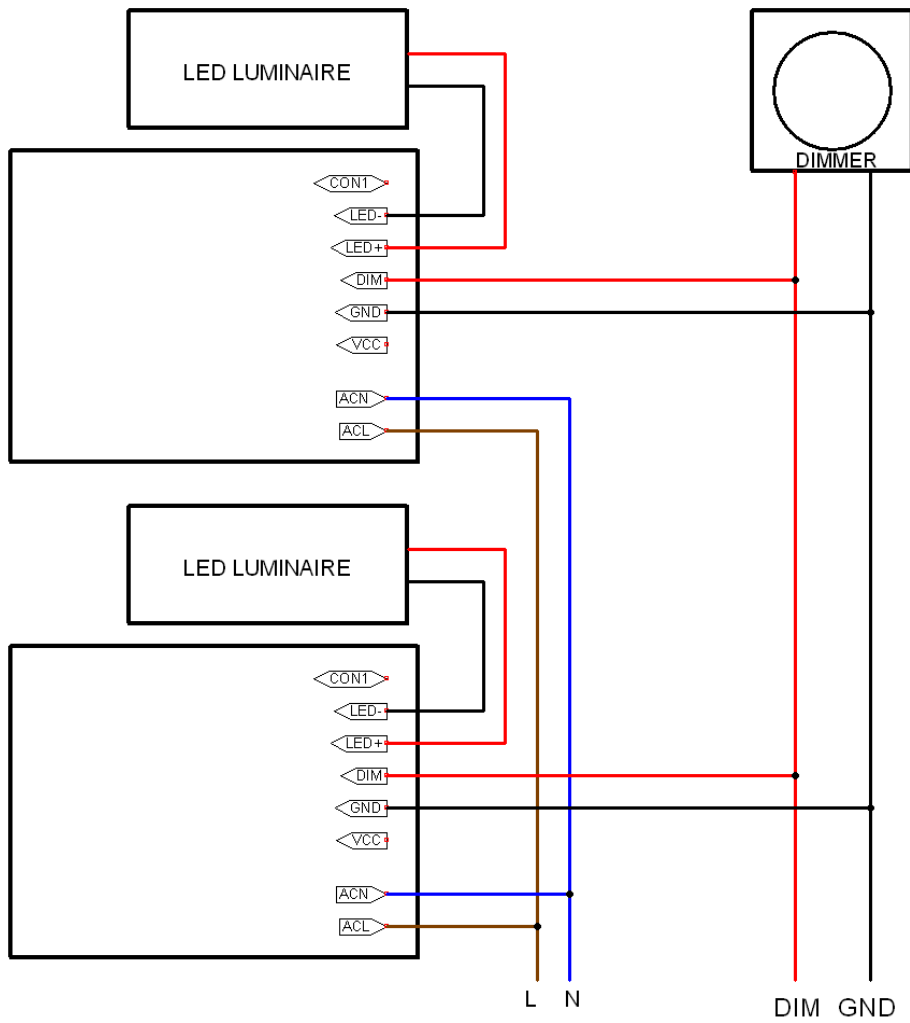 LED LUMINAIRE
DIMMER
CON1
LED-
LED+
DIM
GND
VCC
ACN
ACL
LED LUMINAIRE
CON1
LED-
LED+
DIM
GND
VCC
ACN
ACL
L N
DIM GND